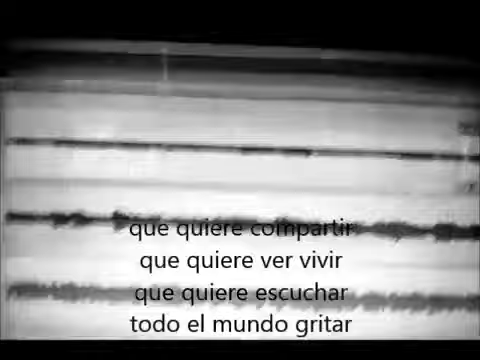 que quiere compartir
que quiere ver vivir
que quiere escuchar
todo el mundo gritar